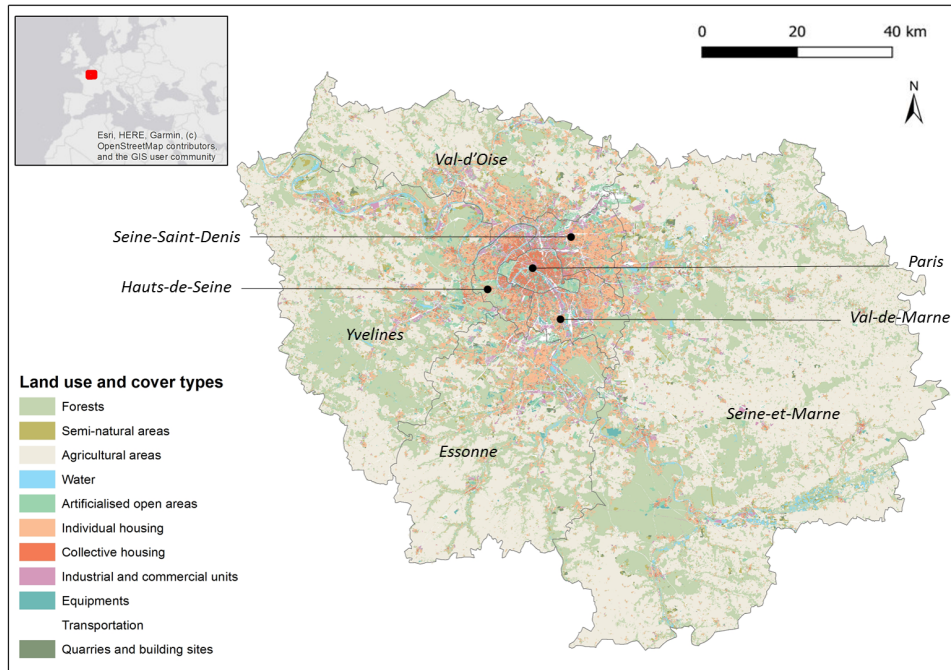 Esri, HERE, Garmin, (c)
OpenStreetMap contributors,
and the GIS user community
0 20 40 km
N
Val-d'Oise
Seine-Saint-Denis
Paris
Hauts-de-Seine
Val-de-Marne
Yvelines
Seine-et-Marne
Essonne
Land use and cover types
Forests
Semi-natural areas
Agricultural areas
Water
Artificialised open areas
Individual housing
Collective housing
Industrial and commercial units
Equipments
Transportation
Quarries and building sites